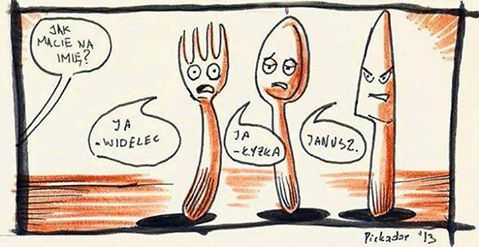 JAK
MACIE NA
IMIĘ?
JA
-WIDELEC
JA
-ŁYŻKA
JANUSZ.
Pickador '13